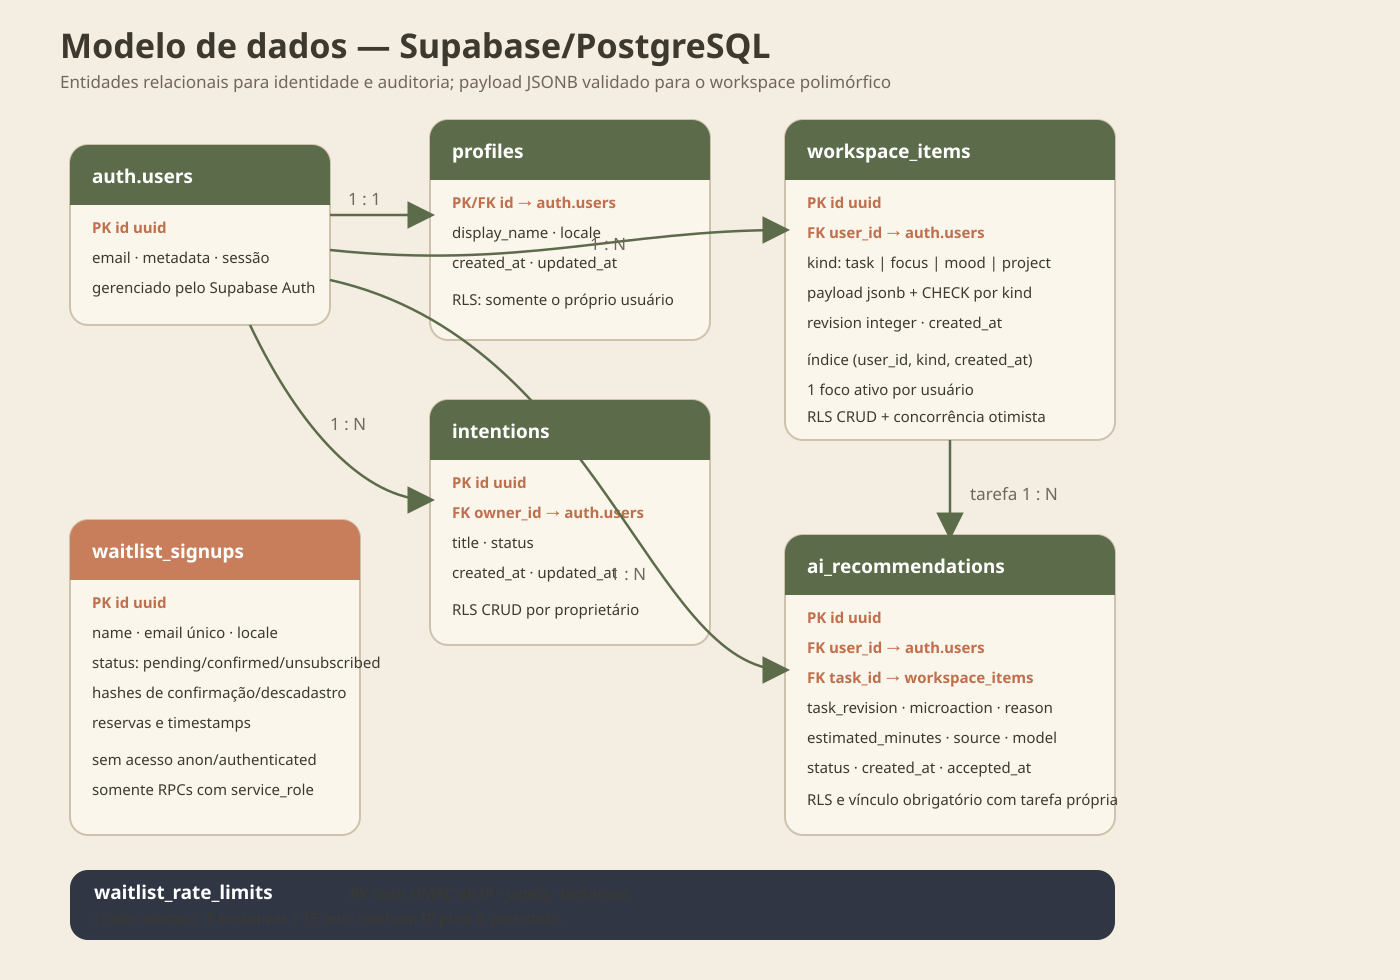 Modelo de dados — Supabase/PostgreSQL
Entidades relacionais para identidade e auditoria; payload JSONB validado para o workspace polimórfico
auth.users
PK id uuid
email · metadata · sessão
gerenciado pelo Supabase Auth
1 : 1
profiles
PK/FK id → auth.users
display_name · locale
created_at · updated_at
RLS: somente o próprio usuário
1 : N
workspace_items
PK id uuid
FK user_id → auth.users
kind: task | focus | mood | project
payload jsonb + CHECK por kind
revision integer · created_at
índice (user_id, kind, created_at)
1 foco ativo por usuário
RLS CRUD + concorrência otimista
1 : N
intentions
PK id uuid
FK owner_id → auth.users
title · status
created_at · updated_at
RLS CRUD por proprietário
1 : N
tarefa 1 : N
waitlist_signups
PK id uuid
name · email único · locale
status: pending/confirmed/unsubscribed
hashes de confirmação/descadastro
reservas e timestamps
sem acesso anon/authenticated
somente RPCs com service_role
ai_recommendations
PK id uuid
FK user_id → auth.users
FK task_id → workspace_items
task_revision · microaction · reason
estimated_minutes · source · model
status · created_at · accepted_at
RLS e vínculo obrigatório com tarefa própria
waitlist_rate_limits